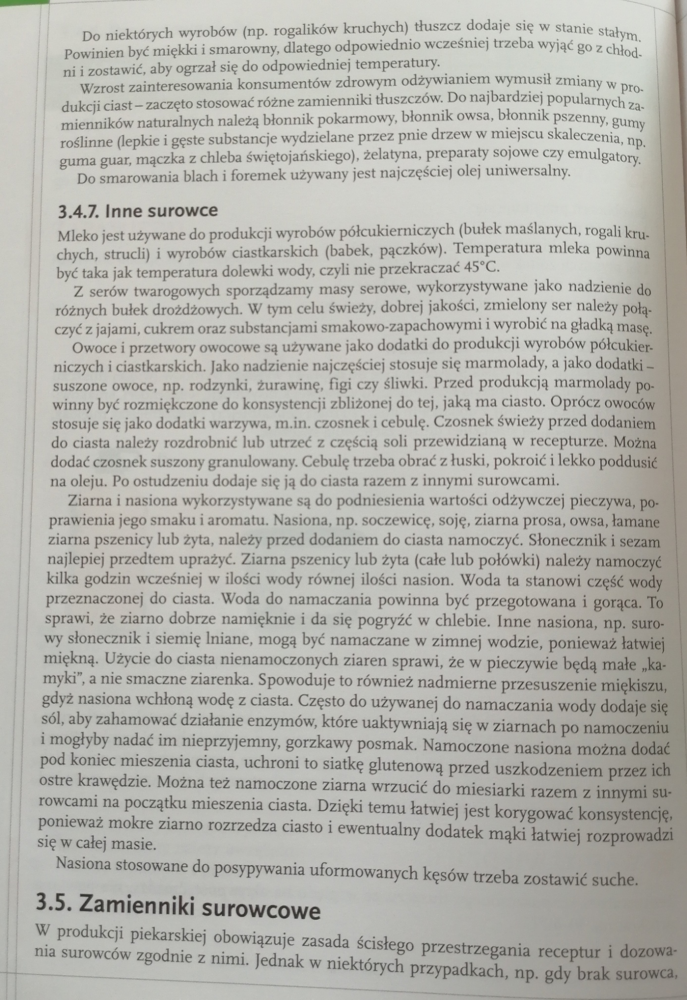 Do niektórych wyrobów (np. rogalików kruchych) tłuszcz dodaje się w stanie stałym.
Powinien być miękki i smarowny, dlatego odpowiednio wcześniej trzeba wyjąć go z chłod-
ni i zostawić, aby ogrzał się do odpowiedniej temperatury.
Wzrost zainteresowania konsumentów zdrowym odżywianiem wymusił zmiany w pro-
dukcji ciast – zaczęto stosować różne zamienniki tłuszczów. Do najbardziej popularnych za-
mienników naturalnych należą błonnik pokarmowy, błonnik owsa, błonnik pszenny, gumy
roślinne (lepkie i gęste substancje wydzielane przez pnie drzew w miejscu skaleczenia, np.
guma guar, mączka z chleba świętojańskiego), żelatyna, preparaty sojowe czy emulgatory.
Do smarowania blach i foremek używany jest najczęściej olej uniwersalny.
3.4.7. Inne surowce
Mleko jest używane do produkcji wyrobów półcukierniczych (bułek maślanych, rogali kru-
chych, strucli) i wyrobów ciastkarskich (babek, pączków). Temperatura mleka powinna
być taka jak temperatura dolewki wody, czyli nie przekraczać 45°C.
Z serów twarogowych sporządzamy masy serowe, wykorzystywane jako nadzienie do
różnych bułek drożdżowych. W tym celu świeży, dobrej jakości, zmielony ser należy połą-
czyć z jajami, cukrem oraz substancjami smakowo-zapachowymi i wyrobić na gładką masę.
Owoce i przetwory owocowe są używane jako dodatki do produkcji wyrobów półcukier-
niczych i ciastkarskich. Jako nadzienie najczęściej stosuje się marmolady, a jako dodatki –
suszone owoce, np. rodzynki, żurawinę, figi czy śliwki. Przed produkcją marmolady po-
winny być rozmiękczone do konsystencji zbliżonej do tej, jaką ma ciasto. Oprócz owoców
stosuje się jako dodatki warzywa, m.in. czosnek i cebulę. Czosnek świeży przed dodaniem
do ciasta należy rozdrobnić lub utrzeć z częścią soli przewidzianą w recepturze. Można
dodać czosnek suszony granulowany. Cebulę trzeba obrać z łuski, pokroić i lekko poddusić
na oleju. Po ostudzeniu dodaje się ją do ciasta razem z innymi surowcami.
Ziarna i nasiona wykorzystywane są do podniesienia wartości odżywczej pieczywa, po-
prawienia jego smaku i aromatu. Nasiona, np. soczewicę, soję, ziarna prosa, owsa, łamane
ziarna pszenicy lub żyta, należy przed dodaniem do ciasta namoczyć. Słonecznik i sezam
najlepiej przedtem uprażyć. Ziarna pszenicy lub żyta (całe lub połówki) należy namoczyć
kilka godzin wcześniej w ilości wody równej ilości nasion. Woda ta stanowi część wody
przeznaczonej do ciasta. Woda do namaczania powinna być przegotowana i gorąca. To
sprawi, że ziarno dobrze namięknie i da się pogryźć w chlebie. Inne nasiona, np. suro-
wy słonecznik i siemię lniane, mogą być namaczane w zimnej wodzie, ponieważ łatwiej
miękną. Użycie do ciasta nienamoczonych ziaren sprawi, że w pieczywie będą małe „ka-
myki”, a nie smaczne ziarenka. Spowoduje to również nadmierne przesuszenie miękiszu,
gdyż nasiona wchłoną wodę z ciasta. Często do używanej do namaczania wody dodaje się
sól, aby zahamować działanie enzymów, które uaktywniają się w ziarnach po namoczeniu
i mogłyby nadać im nieprzyjemny, gorzkawy posmak. Namoczone nasiona można dodać
pod koniec mieszenia ciasta, uchroni to siatkę glutenową przed uszkodzeniem przez ich
ostre krawędzie. Można też namoczone ziarna wrzucić do miesiarki razem z innymi su-
rowcami na początku mieszenia ciasta. Dzięki temu łatwiej jest korygować konsystencję,
ponieważ mokre ziarno rozrzedza ciasto i ewentualny dodatek mąki łatwiej rozprowadzi
się w całej masie.
Nasiona stosowane do posypywania uformowanych kęsów trzeba zostawić suche.
3.5. Zamienniki surowcowe
W produkcji piekarskiej obowiązuje zasada ścisłego przestrzegania receptur i dozowa-
nia surowców zgodnie z nimi. Jednak w niektórych przypadkach, np. gdy brak surowca,